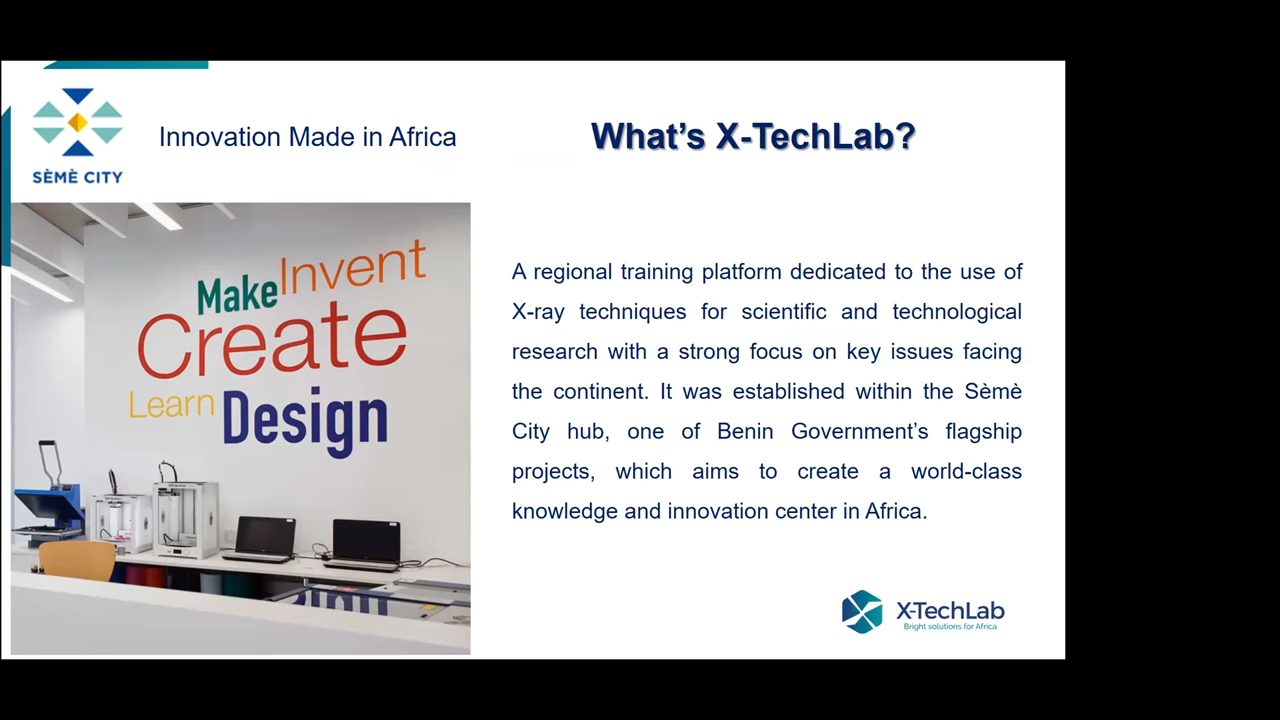 SÈMÈ CITY
Innovation Made in Africa
What's X-TechLab?
Make Invent
Create
Learn Design
A regional training platform dedicated to the use of
X-ray techniques for scientific and technological
research with a strong focus on key issues facing
the continent. It was established within the Sèmè
City hub, one of Benin Government's flagship
projects, which aims to create a world-class
knowledge and innovation center in Africa.
X-TechLab
Bright solutions for Africa